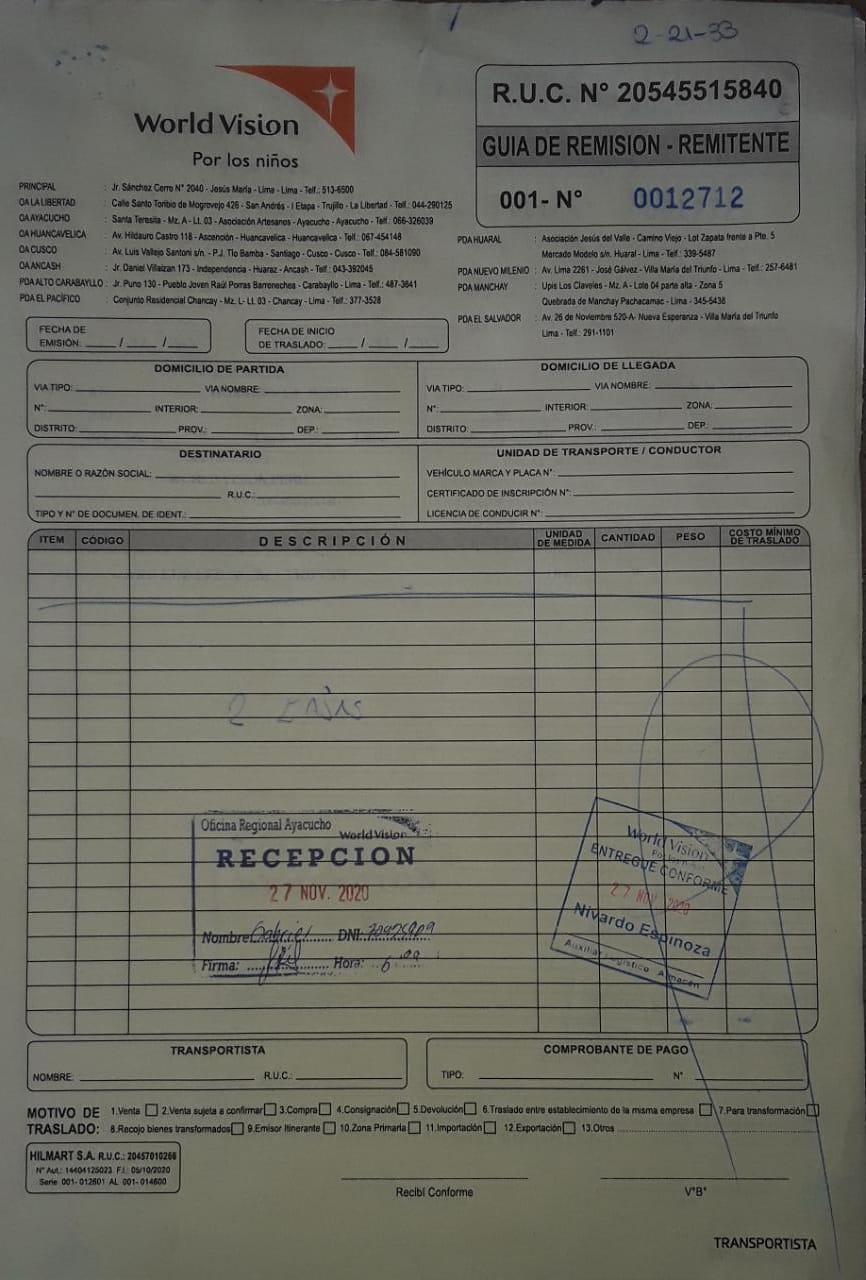 2-21-33
World Vision
Por los niños
R.U.C. N° 20545515840
GUIA DE REMISION - REMITENTE
001- N° 0012712
PRINCIPAL : Jr. Sánchez Cerro N° 2040 - Jesús María - Lima - Lima - Telf.: 513-6500
OA LA LIBERTAD : Calle Santo Toribio de Mogrovejo 426 - San Andrés - I Etapa - Trujillo - La Libertad - Telf.: 044-290125
OA AYACUCHO : Santa Teresita - Mz. A - Lt. 03 - Asociación Artesanos - Ayacucho - Ayacucho - Telf.: 066-326039
OA HUANCAVELICA : Av. Hildauro Castro 118 - Ascención - Huancavelica - Huancavelica - Telf.: 067-454148
OA CUSCO : Av. Luis Vallejo Santoni s/n. - P.J. Tio Bamba - Santiago - Cusco - Cusco - Telf.: 084-581090
OA ANCASH : Jr. Daniel Villaizan 173 - Independencia - Huaraz - Ancash - Telf.: 043-392045
PDA ALTO CARABAYLLO : Jr. Puno 130 - Pueblo Joven Raúl Porras Barrenechea - Carabayllo - Lima - Telf.: 487-3641
PDA EL PACÍFICO : Conjunto Residencial Chancay - Mz. L- Lt. 03 - Chancay - Lima - Telf.: 377-3528
PDA HUARAL : Asociación Jesús del Valle - Camino Viejo - Lot Zapata frente a Pte. 5
Mercado Modelo s/n. Huaral - Lima - Telf.: 339-5487
PDA NUEVO MILENIO : Av. Lima 2261 - José Gálvez - Villa María del Triunfo - Lima - Telf.: 257-6481
PDA MANCHAY : Upis Los Claveles - Mz. A - Lote 04 parte alta - Zona 5
Quebrada de Manchay Pachacamac - Lima - 345-5438
PDA EL SALVADOR : Av. 26 de Noviembre 520-A- Nueva Esperanza - Villa María del Triunfo
Lima - Telf.: 291-1101
FECHA DE
EMISIÓN: / /
FECHA DE INICIO
DE TRASLADO: / /
DOMICILIO DE PARTIDA
VIA TIPO: VIA NOMBRE:
N°: INTERIOR: ZONA:
DISTRITO: PROV.: DEP.:
DOMICILIO DE LLEGADA
VIA TIPO: VIA NOMBRE:
N°: INTERIOR: ZONA:
DISTRITO: PROV.: DEP.:
DESTINATARIO
NOMBRE O RAZÓN SOCIAL:
R.U.C.:
TIPO Y N° DE DOCUMEN. DE IDENT.:
UNIDAD DE TRANSPORTE / CONDUCTOR
VEHÍCULO MARCA Y PLACA N°:
CERTIFICADO DE INSCRIPCIÓN N°:
LICENCIA DE CONDUCIR N°:
ITEM CÓDIGO DESCRIPCIÓN UNIDAD DE MEDIDA CANTIDAD PESO COSTO MÍNIMO DE TRASLADO
2 CAJAS
Oficina Regional Ayacucho World Vision
RECEPCION
27 NOV. 2020
Nombre: Gabriel DNI:
Firma: Hora: 6:00
World Vision
ENTREGUE CONFORME
27 NOV 2020
Nivardo Espinoza
Auxiliar Logístico Almacén
TRANSPORTISTA
NOMBRE: R.U.C.:
COMPROBANTE DE PAGO
TIPO: N°
MOTIVO DE TRASLADO: 1.Venta 2.Venta sujeta a confirmar 3.Compra 4.Consignación 5.Devolución 6.Traslado entre establecimiento de la misma empresa 7.Para transformación
8.Recojo bienes transformados 9.Emisor Itinerante 10.Zona Primaria 11.Importación 12.Exportación 13.Otros
HILMART S.A. R.U.C.: 20457010266
N° Aut.: 14404125023 F.I.: 05/10/2020
Serie 001- 012601 AL 001- 014600
Recibí Conforme
V°B°
TRANSPORTISTA